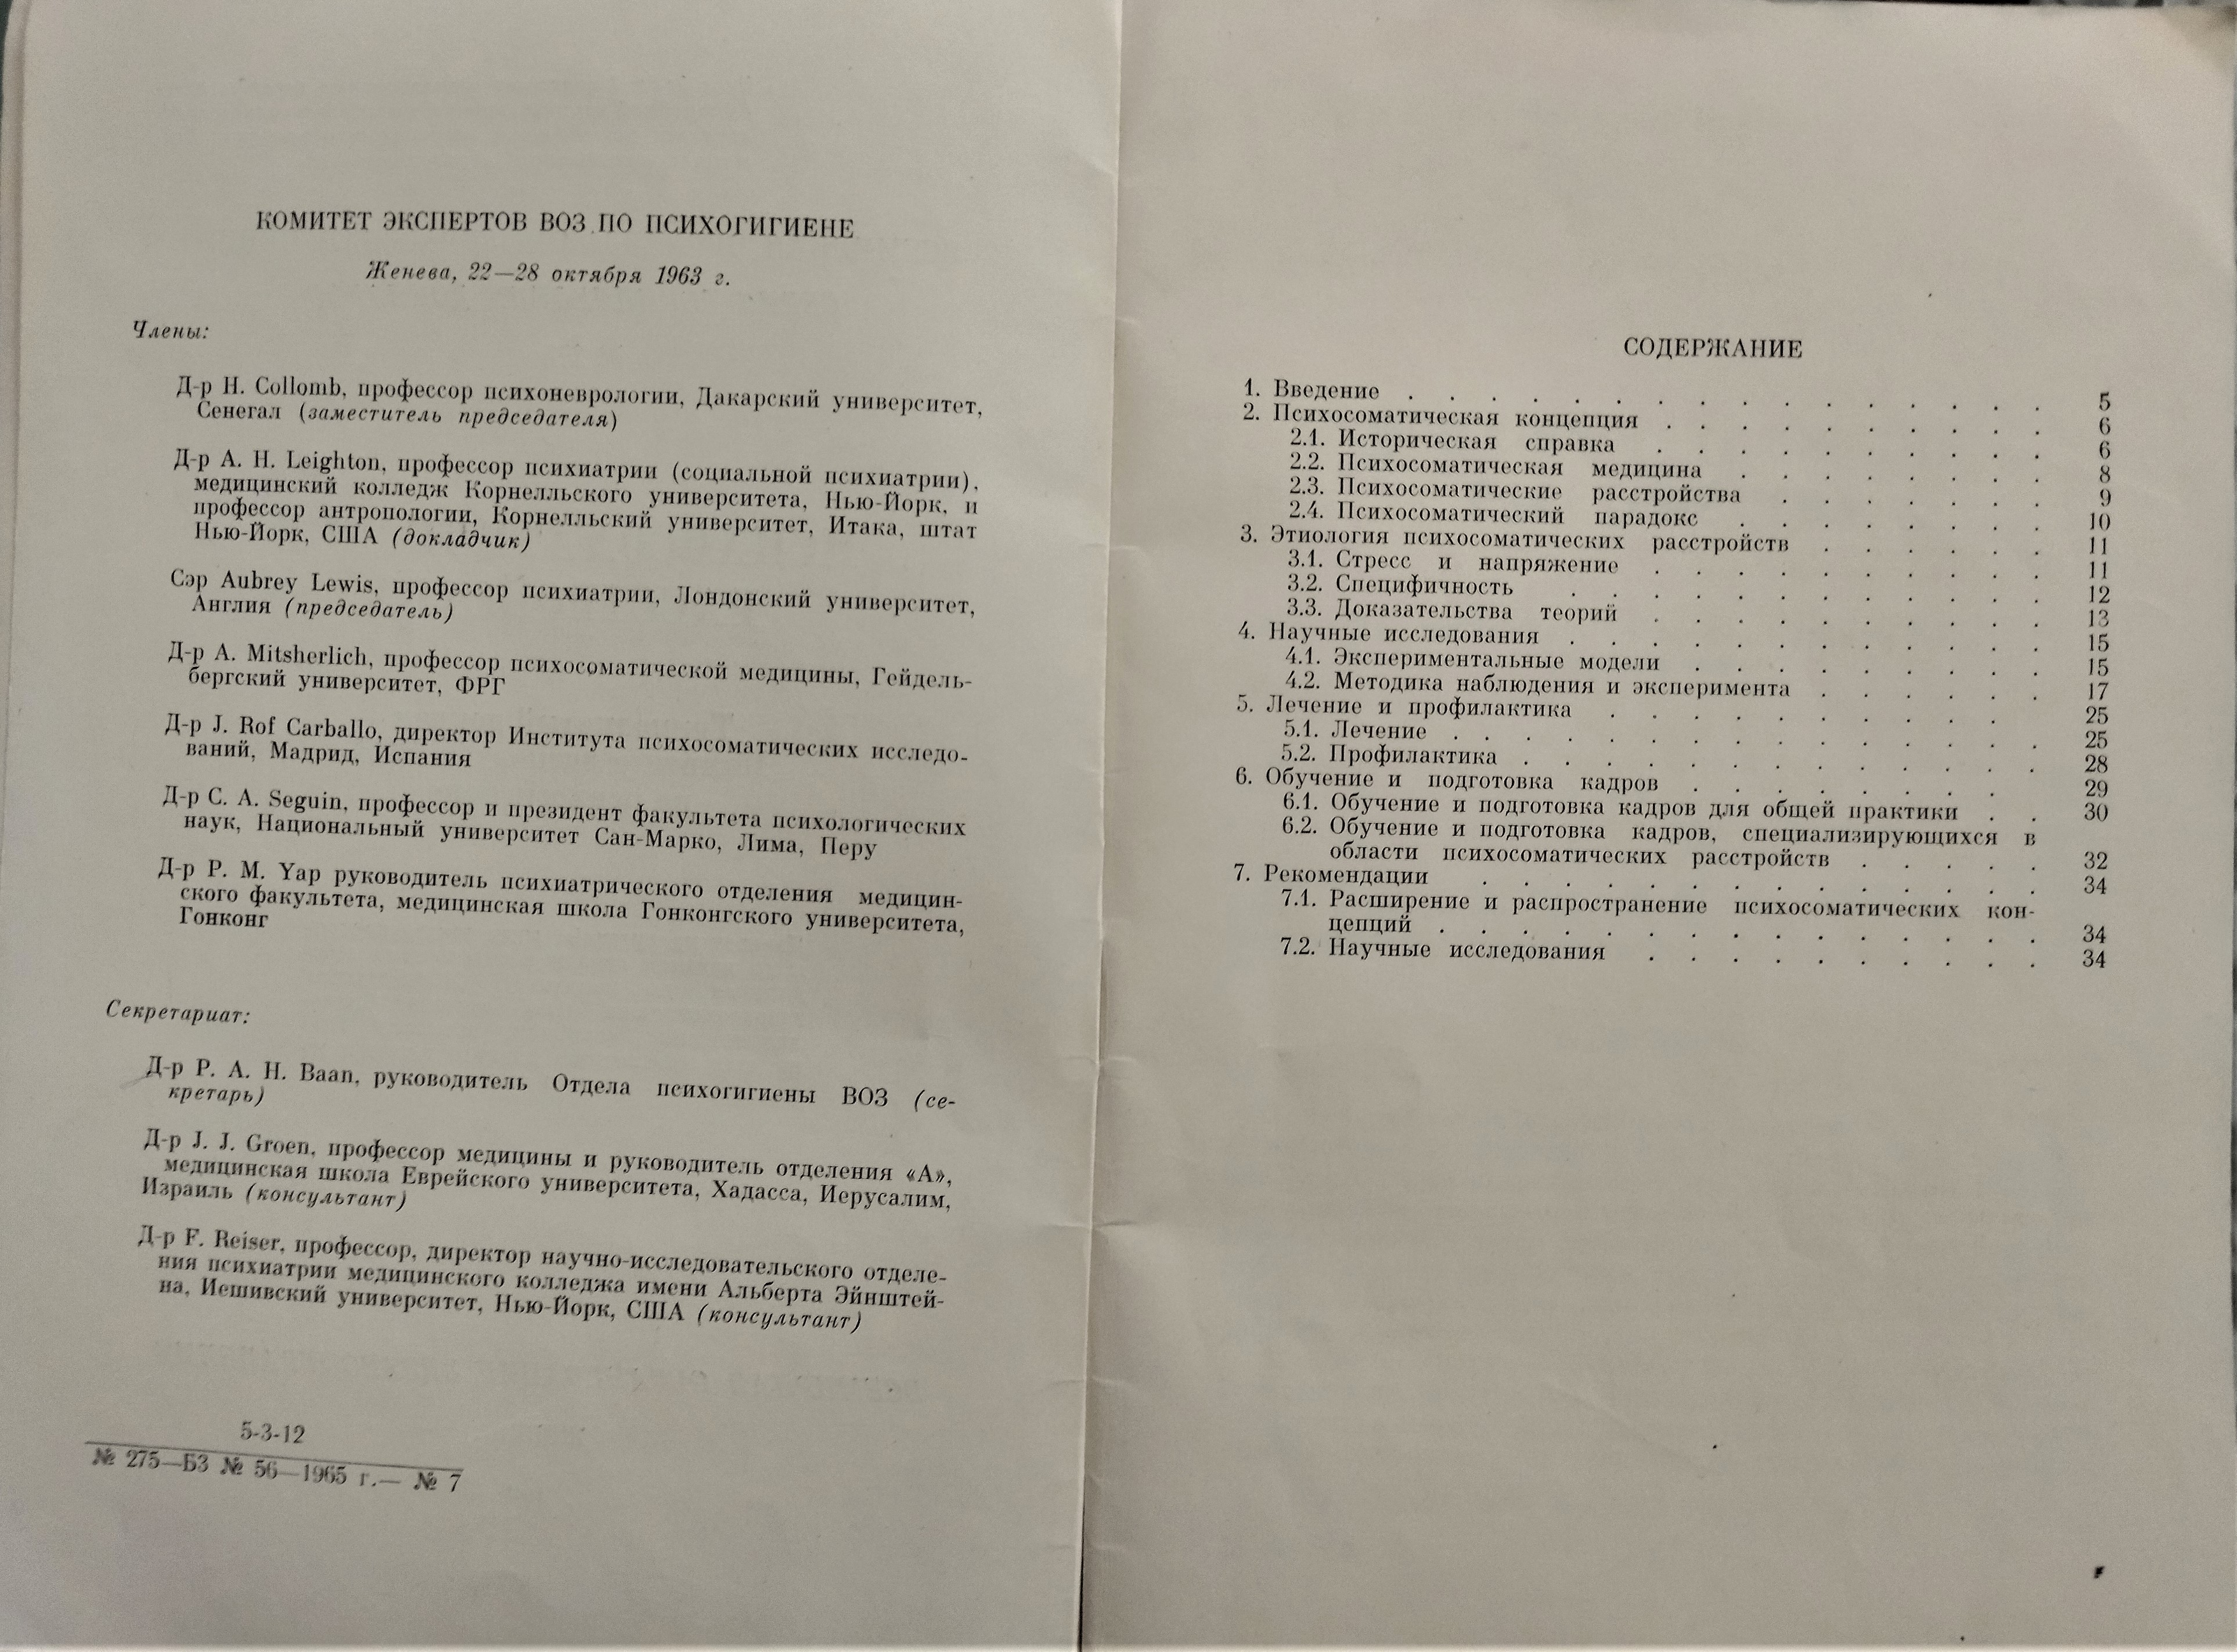 КОМИТЕТ ЭКСПЕРТОВ ВОЗ ПО ПСИХОГИГИЕНЕ
Женева, 22—28 октября 1963 г.
Члены:
Д-р H. Collomb, профессор психоневрологии, Дакарский университет,
Сенегал (заместитель председателя)
Д-р A. H. Leighton, профессор психиатрии (социальной психиатрии),
медицинский колледж Корнелльского университета, Нью-Йорк, и
профессор антропологии, Корнелльский университет, Итака, штат
Нью-Йорк, США (докладчик)
Сэр Aubrey Lewis, профессор психиатрии, Лондонский университет,
Англия (председатель)
Д-р A. Mitsherlich, профессор психосоматической медицины, Гейдель-
бергский университет, ФРГ
Д-р J. Rof Carballo, директор Института психосоматических исследо-
ваний, Мадрид, Испания
Д-р C. A. Seguin, профессор и президент факультета психологических
наук, Национальный университет Сан-Марко, Лима, Перу
Д-р P. M. Yap руководитель психиатрического отделения медицин-
ского факультета, медицинская школа Гонконгского университета,
Гонконг
Секретариат:
Д-р P. A. H. Baan, руководитель Отдела психогигиены ВОЗ (се-
кретарь)
Д-р J. J. Groen, профессор медицины и руководитель отделения «А»,
медицинская школа Еврейского университета, Хадасса, Иерусалим,
Израиль (консультант)
Д-р F. Reiser, профессор, директор научно-исследовательского отделе-
ния психиатрии медицинского колледжа имени Альберта Эйнштей-
на, Иешивский университет, Нью-Йорк, США (консультант)
5-3-12
№ 275—БЗ № 56—1965 г.— № 7
СОДЕРЖАНИЕ
1. Введение . . . . . . . . . . . . . . . . 5
2. Психосоматическая концепция . . . . . . . . . . 6
2.1. Историческая справка . . . . . . . . . . 6
2.2. Психосоматическая медицина . . . . . . . . 8
2.3. Психосоматические расстройства . . . . . . . 9
2.4. Психосоматический парадокс . . . . . . . . 10
3. Этиология психосоматических расстройств . . . . . . 11
3.1. Стресс и напряжение . . . . . . . . . . 11
3.2. Специфичность . . . . . . . . . . . . 12
3.3. Доказательства теорий . . . . . . . . . . 13
4. Научные исследования . . . . . . . . . . . . 15
4.1. Экспериментальные модели . . . . . . . . . 15
4.2. Методика наблюдения и эксперимента . . . . . . 17
5. Лечение и профилактика . . . . . . . . . . 25
5.1. Лечение . . . . . . . . . . . . . . . 25
5.2. Профилактика . . . . . . . . . . . . . 28
6. Обучение и подготовка кадров . . . . . . . . 29
6.1. Обучение и подготовка кадров для общей практики . . 30
6.2. Обучение и подготовка кадров, специализирующихся в
области психосоматических расстройств . . . . . 32
7. Рекомендации . . . . . . . . . . . . . . 34
7.1. Расширение и распространение психосоматических кон-
цепций . . . . . . . . . . . . . . . 34
7.2. Научные исследования . . . . . . . . . . 34